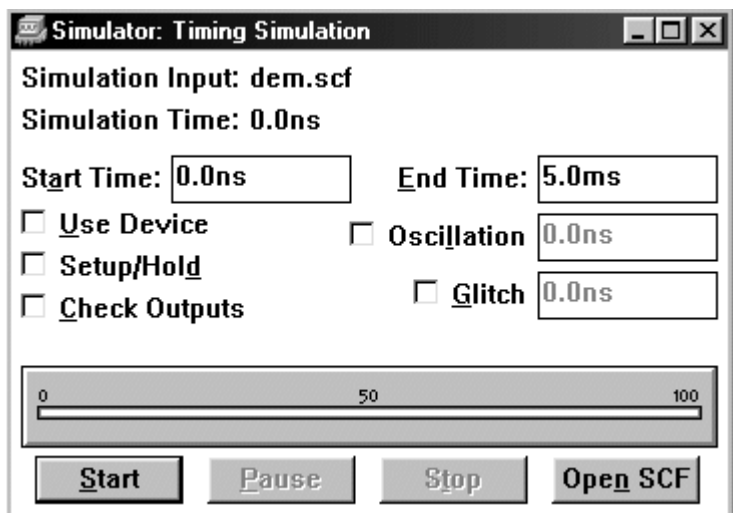 Simulator: Timing Simulation
Simulation Input: dem.scf
Simulation Time: 0.0ns
Start Time: 0.0ns End Time: 5.0ms
Use Device
Oscillation 0.0ns
Setup/Hold
Glitch 0.0ns
Check Outputs
0 50 100
Start Pause Stop Open SCF